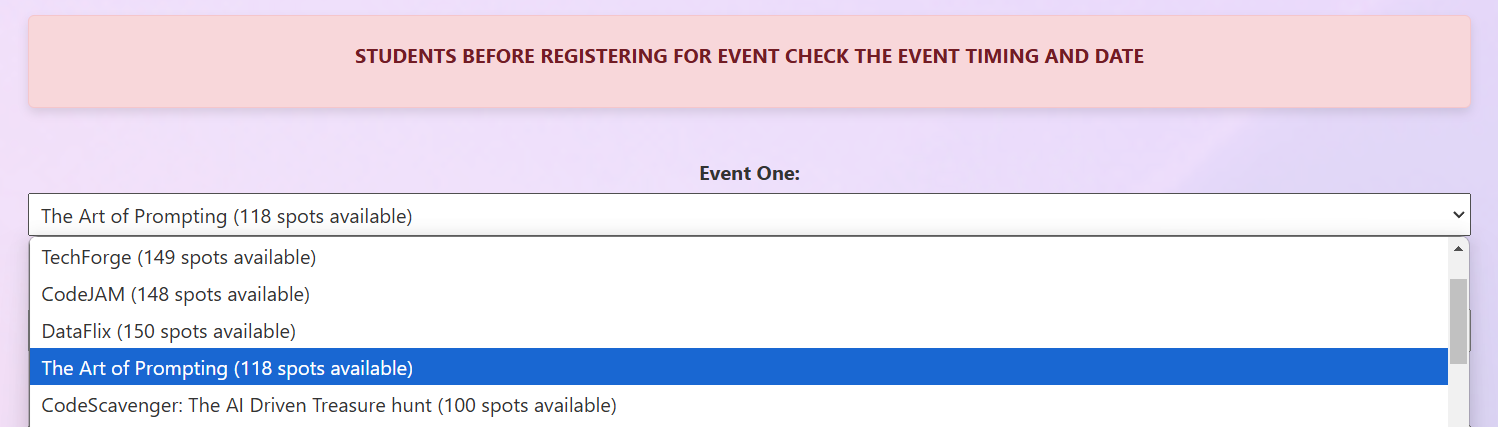 STUDENTS BEFORE REGISTERING FOR EVENT CHECK THE EVENT TIMING AND DATE
Event One:
The Art of Prompting (118 spots available)
TechForge (149 spots available)
CodeJAM (148 spots available)
DataFlix (150 spots available)
The Art of Prompting (118 spots available)
CodeScavenger: The AI Driven Treasure hunt (100 spots available)